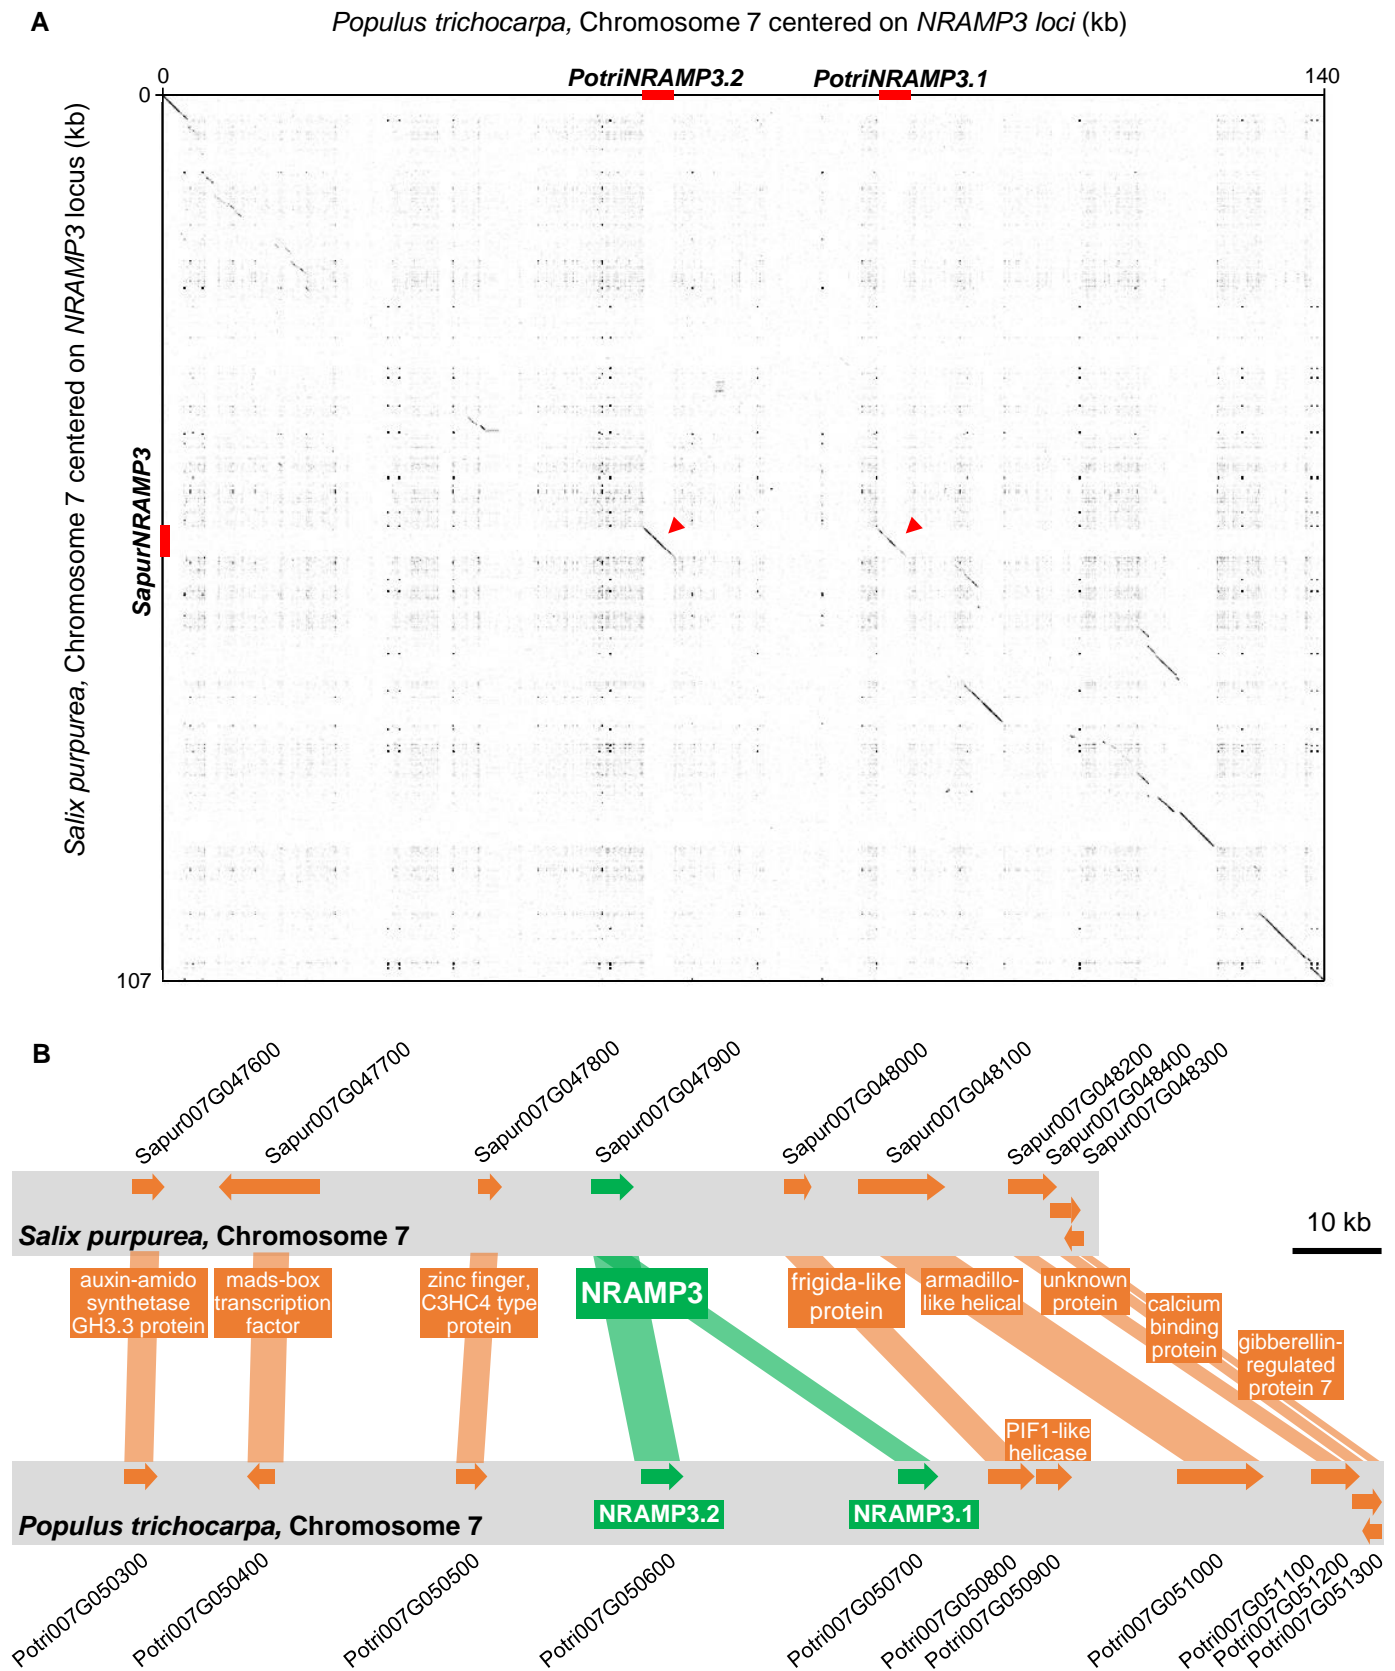 A
Populus trichocarpa, Chromosome 7 centered on NRAMP3 loci (kb)
0
PotriNRAMP3.2
PotriNRAMP3.1
140
0
Salix purpurea, Chromosome 7 centered on NRAMP3 locus (kb)
SapurNRAMP3
107
B
Sapur007G047600
Sapur007G047700
Sapur007G047800
Sapur007G047900
Sapur007G048000
Sapur007G048100
Sapur007G048200
Sapur007G048400
Sapur007G048300
Salix purpurea, Chromosome 7
10 kb
auxin-amido
synthetase
GH3.3 protein
mads-box
transcription
factor
zinc finger,
C3HC4 type
protein
NRAMP3
frigida-like
protein
armadillo-
like helical
unknown
protein
calcium
binding
protein
gibberellin-
regulated
protein 7
PIF1-like
helicase
NRAMP3.2
NRAMP3.1
Populus trichocarpa, Chromosome 7
Potri007G050300
Potri007G050400
Potri007G050500
Potri007G050600
Potri007G050700
Potri007G050800
Potri007G050900
Potri007G051000
Potri007G051100
Potri007G051200
Potri007G051300